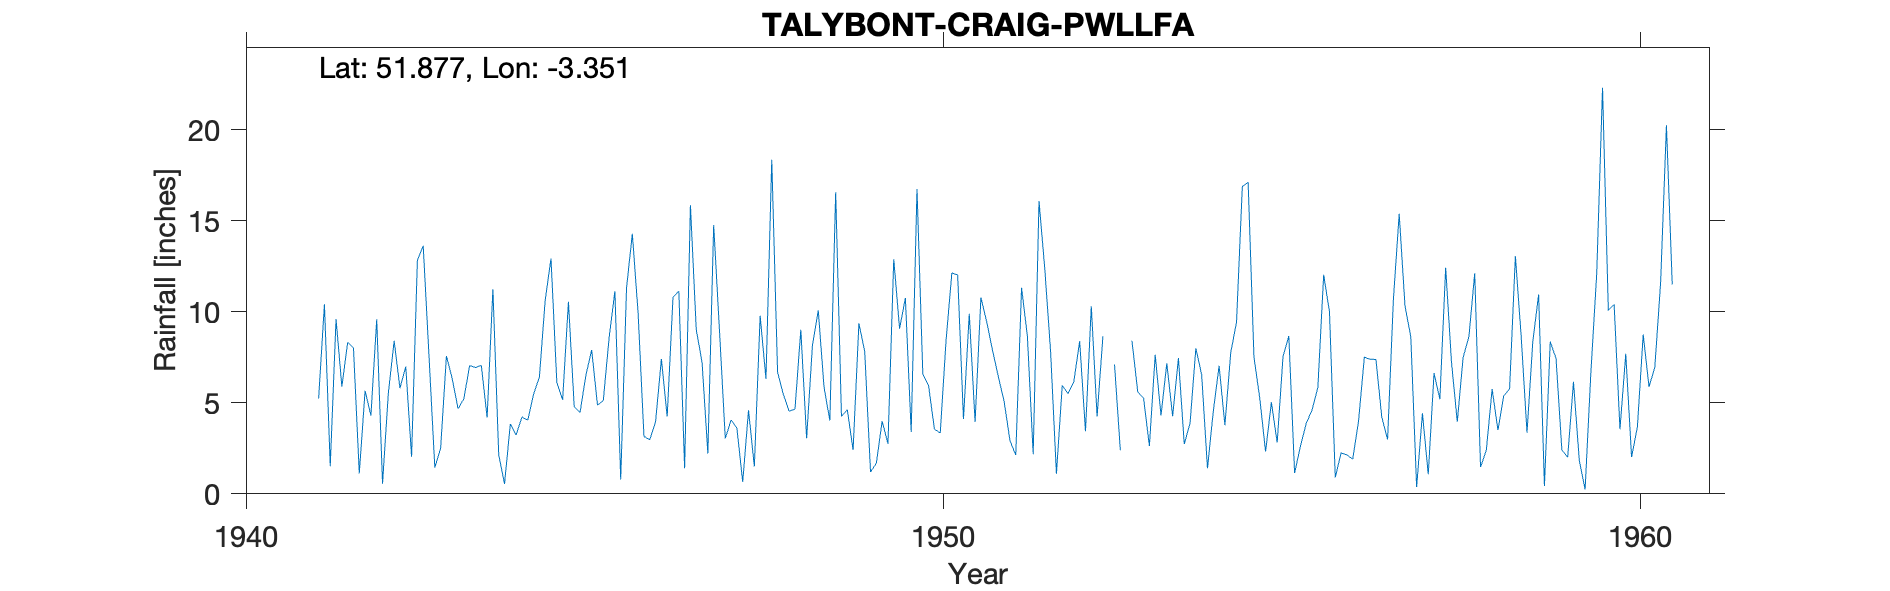 TALYBONT-CRAIG-PWLLFA
Lat: 51.877, Lon: -3.351
20
15
10
5
0
Rainfall [inches]
1940 1950 1960
Year